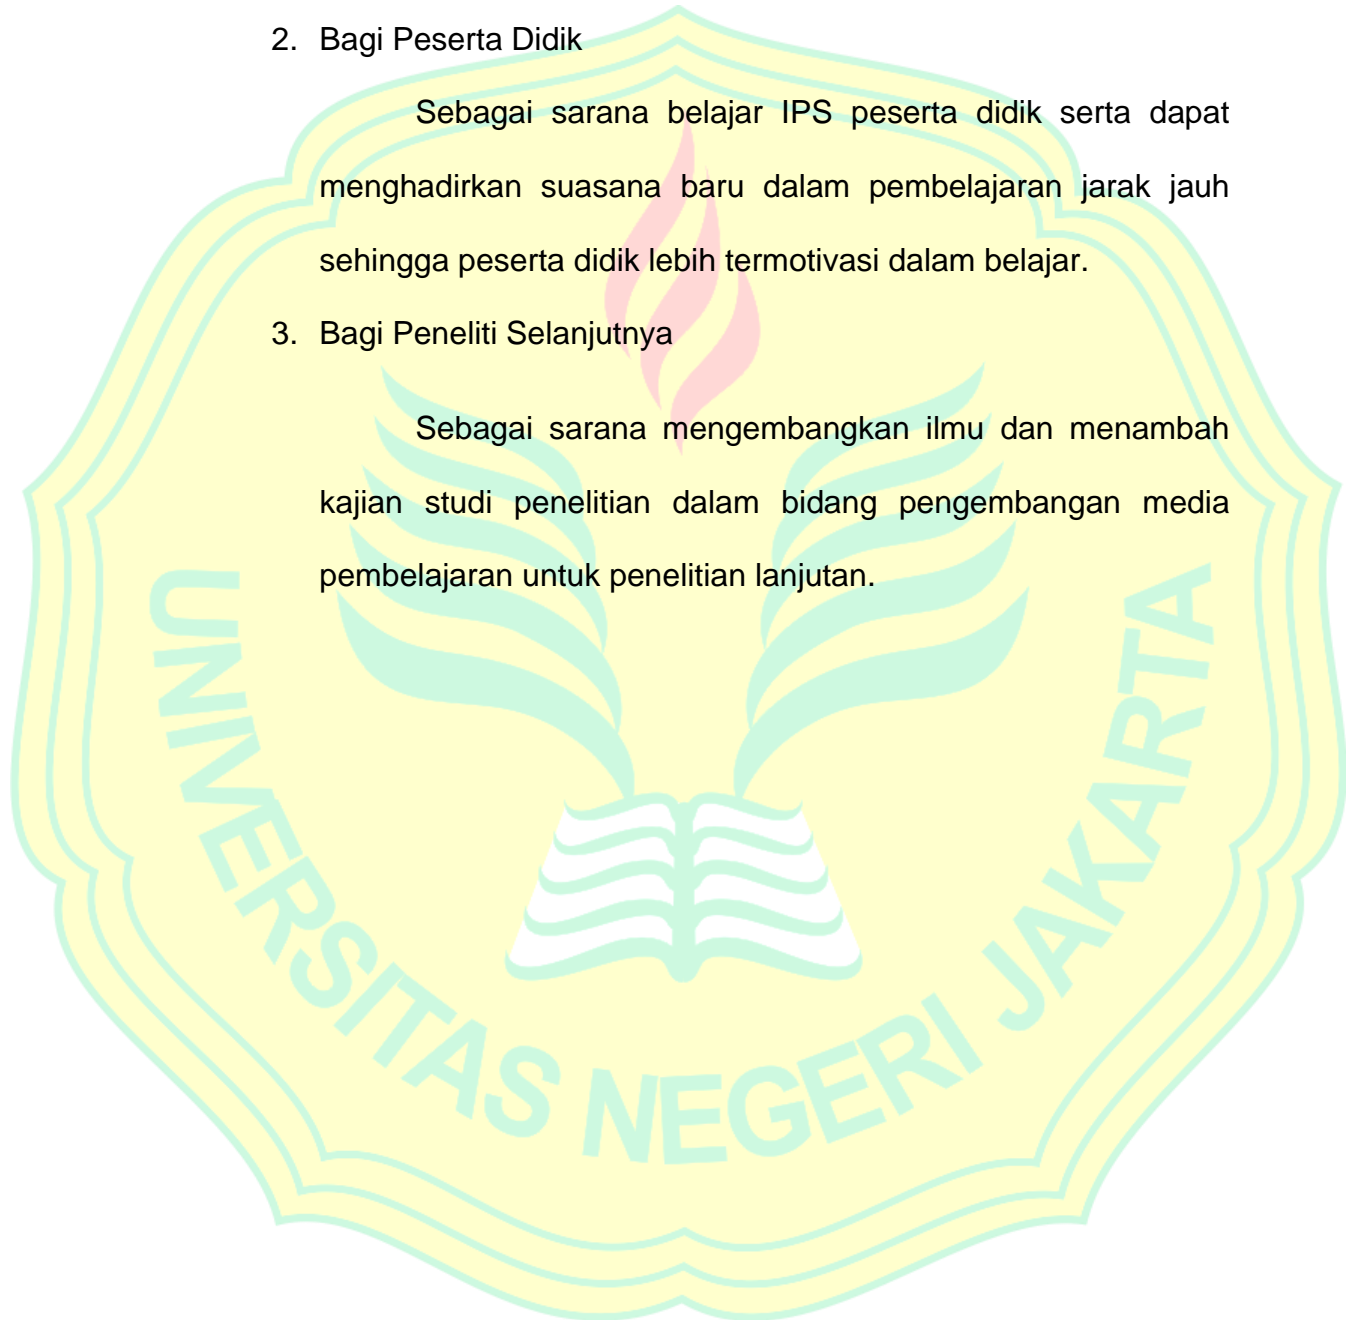 2. Bagi Peserta Didik
Sebagai sarana belajar IPS peserta didik serta dapat
menghadirkan suasana baru dalam pembelajaran jarak jauh
sehingga peserta didik lebih termotivasi dalam belajar.
3. Bagi Peneliti Selanjutnya
Sebagai sarana mengembangkan ilmu dan menambah
kajian studi penelitian dalam bidang pengembangan media
pembelajaran untuk penelitian lanjutan.
UNIVERSITAS NEGERI JAKARTA